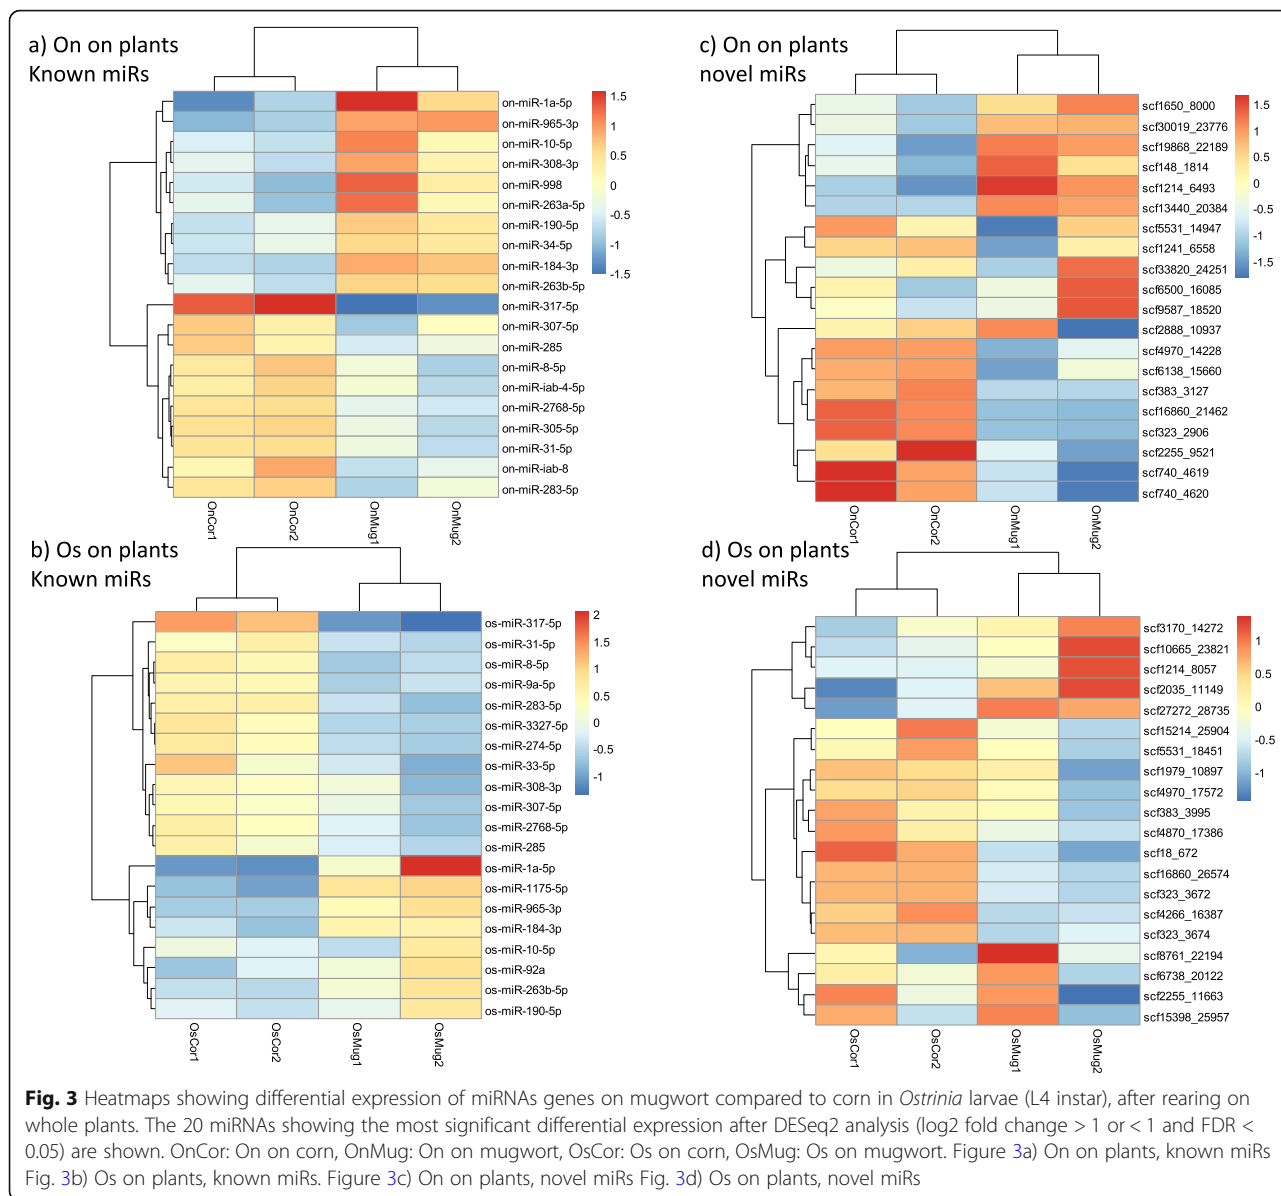 a) On on plants
Known miRs
on-miR-1a-5p
on-miR-965-3p
on-miR-10-5p
on-miR-308-3p
on-miR-998
on-miR-263a-5p
on-miR-190-5p
on-miR-34-5p
on-miR-184-3p
on-miR-263b-5p
on-miR-317-5p
on-miR-307-5p
on-miR-285
on-miR-8-5p
on-miR-iab-4-5p
on-miR-2768-5p
on-miR-305-5p
on-miR-31-5p
on-miR-iab-8
on-miR-283-5p
1.5
1
0.5
0
-0.5
-1
-1.5
OnCor1
OnCor2
OnMug1
OnMug2
c) On on plants
novel miRs
scf1650_8000
scf30019_23776
scf19868_22189
scf148_1814
scf1214_6493
scf13440_20384
scf5531_14947
scf1241_6558
scf33820_24251
scf6500_16085
scf9587_18520
scf2888_10937
scf4970_14228
scf6138_15660
scf383_3127
scf16860_21462
scf323_2906
scf2255_9521
scf740_4619
scf740_4620
1.5
1
0.5
0
-0.5
-1
-1.5
OnCor1
OnCor2
OnMug1
OnMug2
b) Os on plants
Known miRs
os-miR-317-5p
os-miR-31-5p
os-miR-8-5p
os-miR-9a-5p
os-miR-283-5p
os-miR-3327-5p
os-miR-274-5p
os-miR-33-5p
os-miR-308-3p
os-miR-307-5p
os-miR-2768-5p
os-miR-285
os-miR-1a-5p
os-miR-1175-5p
os-miR-965-3p
os-miR-184-3p
os-miR-10-5p
os-miR-92a
os-miR-263b-5p
os-miR-190-5p
2
1.5
1
0.5
0
-0.5
-1
OsCor1
OsCor2
OsMug1
OsMug2
d) Os on plants
novel miRs
scf3170_14272
scf10665_23821
scf1214_8057
scf2035_11149
scf27272_28735
scf15214_25904
scf5531_18451
scf1979_10897
scf4970_17572
scf383_3995
scf4870_17386
scf18_672
scf16860_26574
scf323_3672
scf4266_16387
scf323_3674
scf8761_22194
scf6738_20122
scf2255_11663
scf15398_25957
1
0.5
0
-0.5
-1
OsCor1
OsCor2
OsMug1
OsMug2
Fig. 3 Heatmaps showing differential expression of miRNAs genes on mugwort compared to corn in Ostrinia larvae (L4 instar), after rearing on
whole plants. The 20 miRNAs showing the most significant differential expression after DESeq2 analysis (log2 fold change > 1 or < 1 and FDR <
0.05) are shown. OnCor: On on corn, OnMug: On on mugwort, OsCor: Os on corn, OsMug: Os on mugwort. Figure 3a) On on plants, known miRs
Fig. 3b) Os on plants, known miRs. Figure 3c) On on plants, novel miRs Fig. 3d) Os on plants, novel miRs